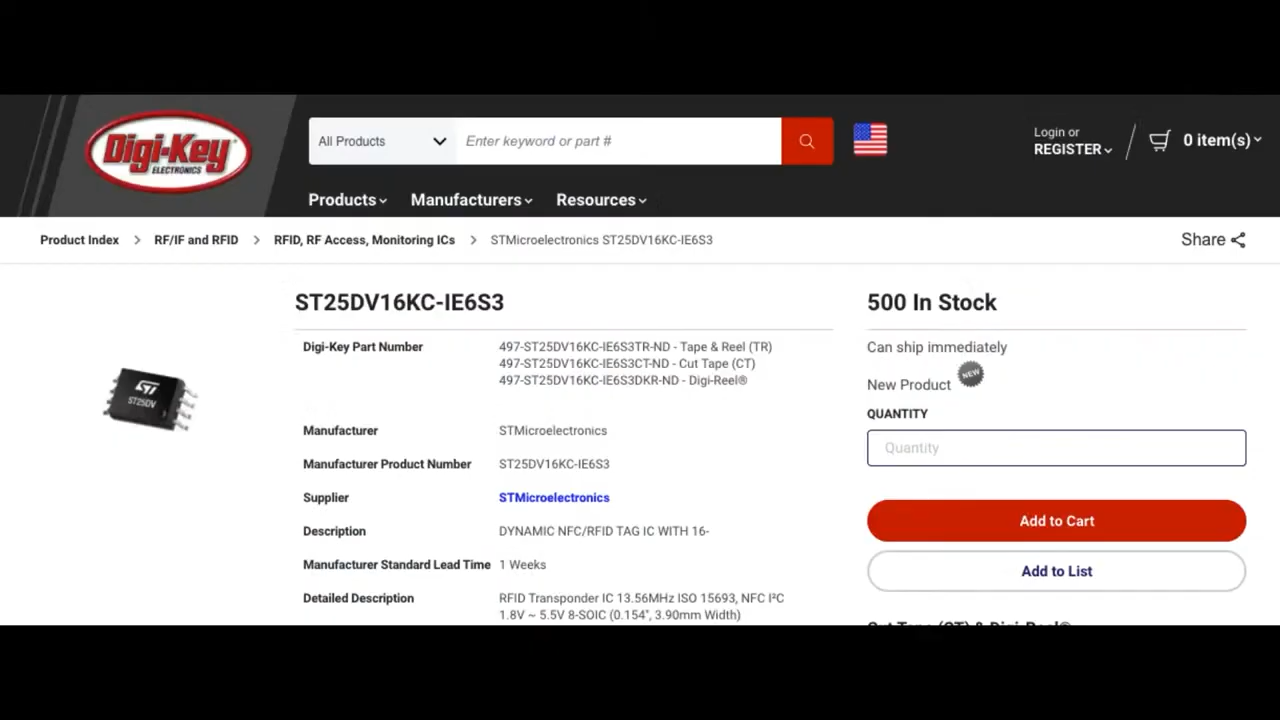 Digi-Key
ELECTRONICS
All Products
Enter keyword or part #
Login or
REGISTER
0 item(s)
Products
Manufacturers
Resources
Product Index
RF/IF and RFID
RFID, RF Access, Monitoring ICs
STMicroelectronics ST25DV16KC-IE6S3
Share
ST25DV16KC-IE6S3
Digi-Key Part Number
497-ST25DV16KC-IE6S3TR-ND - Tape & Reel (TR)
497-ST25DV16KC-IE6S3CT-ND - Cut Tape (CT)
497-ST25DV16KC-IE6S3DKR-ND - Digi-Reel®
Manufacturer
STMicroelectronics
Manufacturer Product Number
ST25DV16KC-IE6S3
Supplier
STMicroelectronics
Description
DYNAMIC NFC/RFID TAG IC WITH 16-
Manufacturer Standard Lead Time
1 Weeks
Detailed Description
RFID Transponder IC 13.56MHz ISO 15693, NFC I²C
1.8V ~ 5.5V 8-SOIC (0.154", 3.90mm Width)
ST
ST25DV
500 In Stock
Can ship immediately
New Product
NEW
QUANTITY
Quantity
Add to Cart
Add to List
Cut Tape (CT) & Digi-Reel®